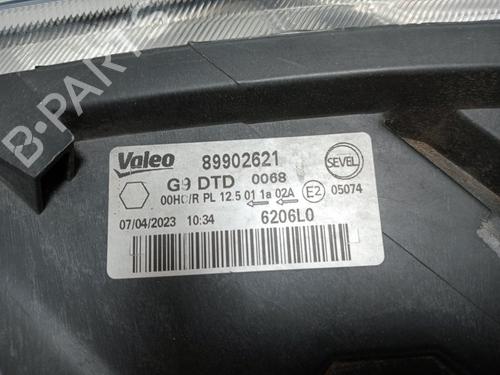 B-PARTS
Valeo 89902621
SEVEL
G9 DTD 0068
00HC/R PL 12.5 01 1a 02A E2 05074
07/04/2023 10:34 6206L0